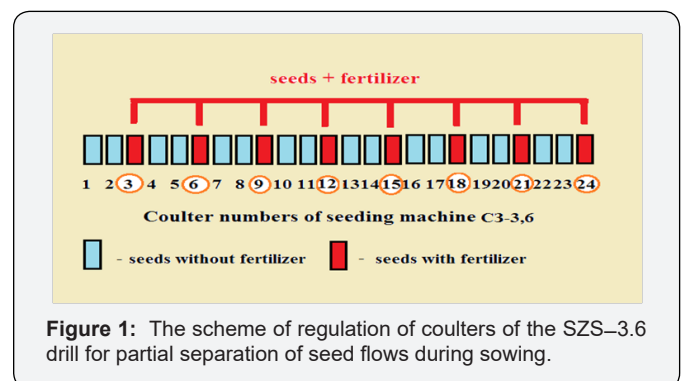 seeds + fertilizer
1 2 3 4 5 6 7 8 9 10 11 12 13 14 15 16 17 18 19 20 21 22 23 24
Coulter numbers of seeding machine C3-3,6
- seeds without fertilizer - seeds with fertilizer
Figure 1: The scheme of regulation of coulters of the SZS–3.6
drill for partial separation of seed flows during sowing.